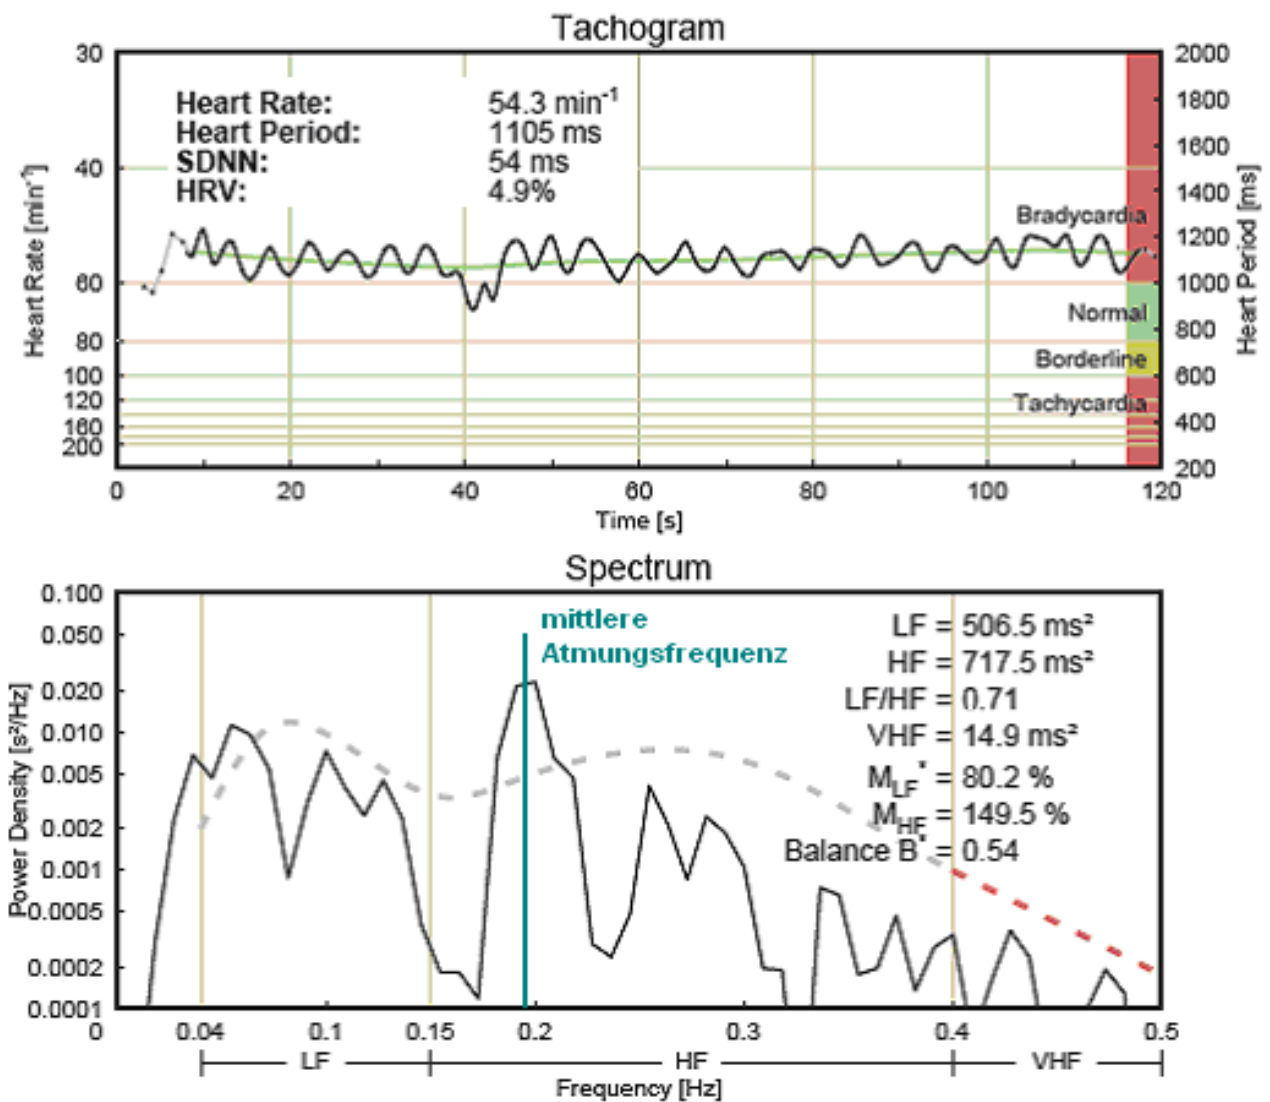 Tachogram
Heart Rate: 54.3 min⁻¹
Heart Period: 1105 ms
SDNN: 54 ms
HRV: 4.9%
Heart Rate [min⁻¹]
30
40
60
80
100
120
180
200
Heart Period [ms]
2000
1800
1600
1400
1200
1000
800
600
400
200
Bradycardia
Normal
Borderline
Tachycardia
0 20 40 60 80 100 120
Time [s]
Spectrum
Power Density [s²/Hz]
0.100
0.050
0.020
0.010
0.005
0.002
0.001
0.0005
0.0002
0.0001
mittlere
Atmungsfrequenz
LF = 506.5 ms²
HF = 717.5 ms²
LF/HF = 0.71
VHF = 14.9 ms²
M_LF* = 80.2 %
M_HF = 149.5 %
Balance B* = 0.54
0 0.04 0.1 0.15 0.2 0.3 0.4 0.5
LF HF VHF
Frequency [Hz]